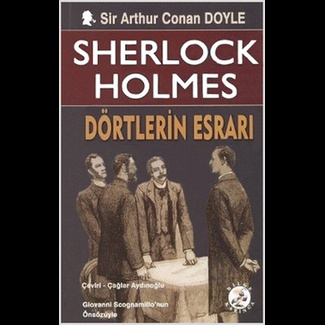 Sir Arthur Conan DOYLE
SHERLOCK
HOLMES
DÖRTLERİN ESRARI
Çeviri - Çağlar Aydınoğlu
Giovanni Scognamillo'nun
Önsözüyle